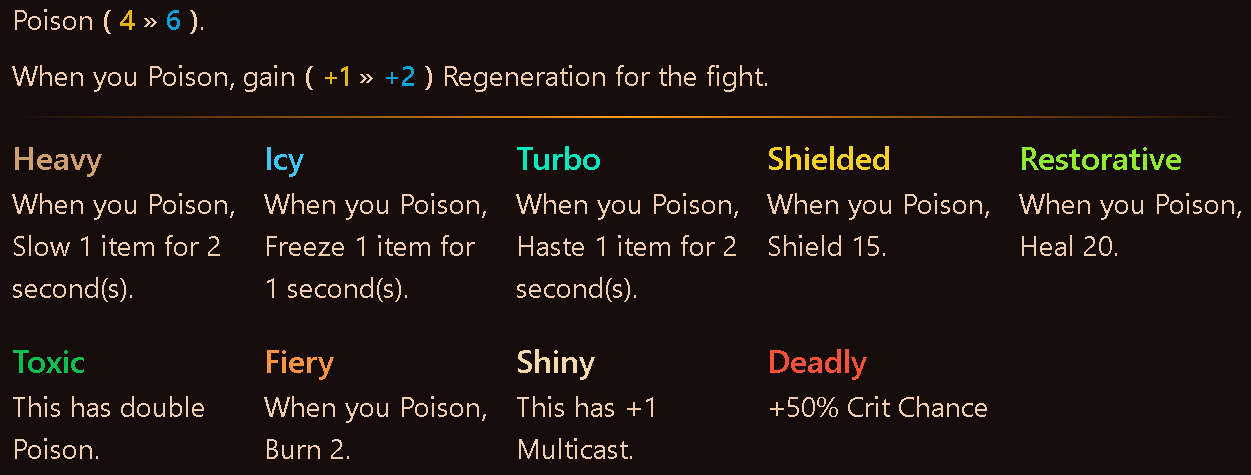 Poison ( 4 » 6 ).
When you Poison, gain ( +1 » +2 ) Regeneration for the fight.
Heavy
When you Poison,
Slow 1 item for 2
second(s).
Icy
When you Poison,
Freeze 1 item for
1 second(s).
Turbo
When you Poison,
Haste 1 item for 2
second(s).
Shielded
When you Poison,
Shield 15.
Restorative
When you Poison,
Heal 20.
Toxic
This has double
Poison.
Fiery
When you Poison,
Burn 2.
Shiny
This has +1
Multicast.
Deadly
+50% Crit Chance